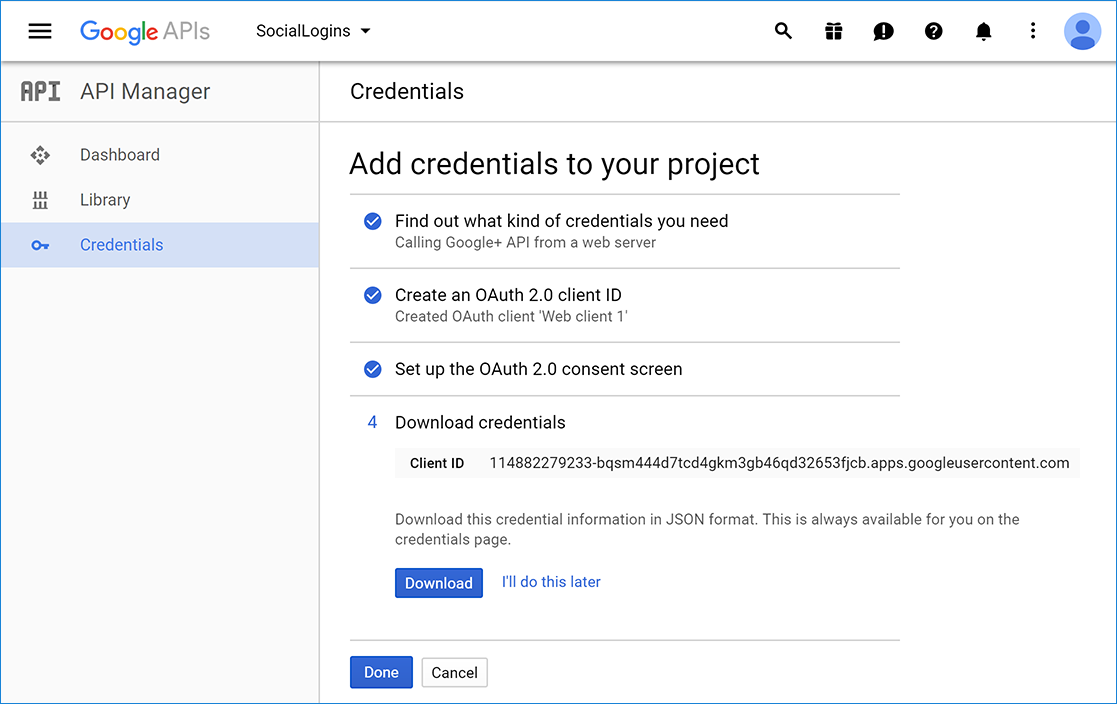 Google APIs
SocialLogins
API
API Manager
Credentials
Dashboard
Library
Credentials
Add credentials to your project
Find out what kind of credentials you need
Calling Google+ API from a web server
Create an OAuth 2.0 client ID
Created OAuth client 'Web client 1'
Set up the OAuth 2.0 consent screen
4 Download credentials
Client ID 114882279233-bqsm444d7tcd4gkm3gb46qd32653fjcb.apps.googleusercontent.com
Download this credential information in JSON format. This is always available for you on the
credentials page.
Download I'll do this later
Done Cancel